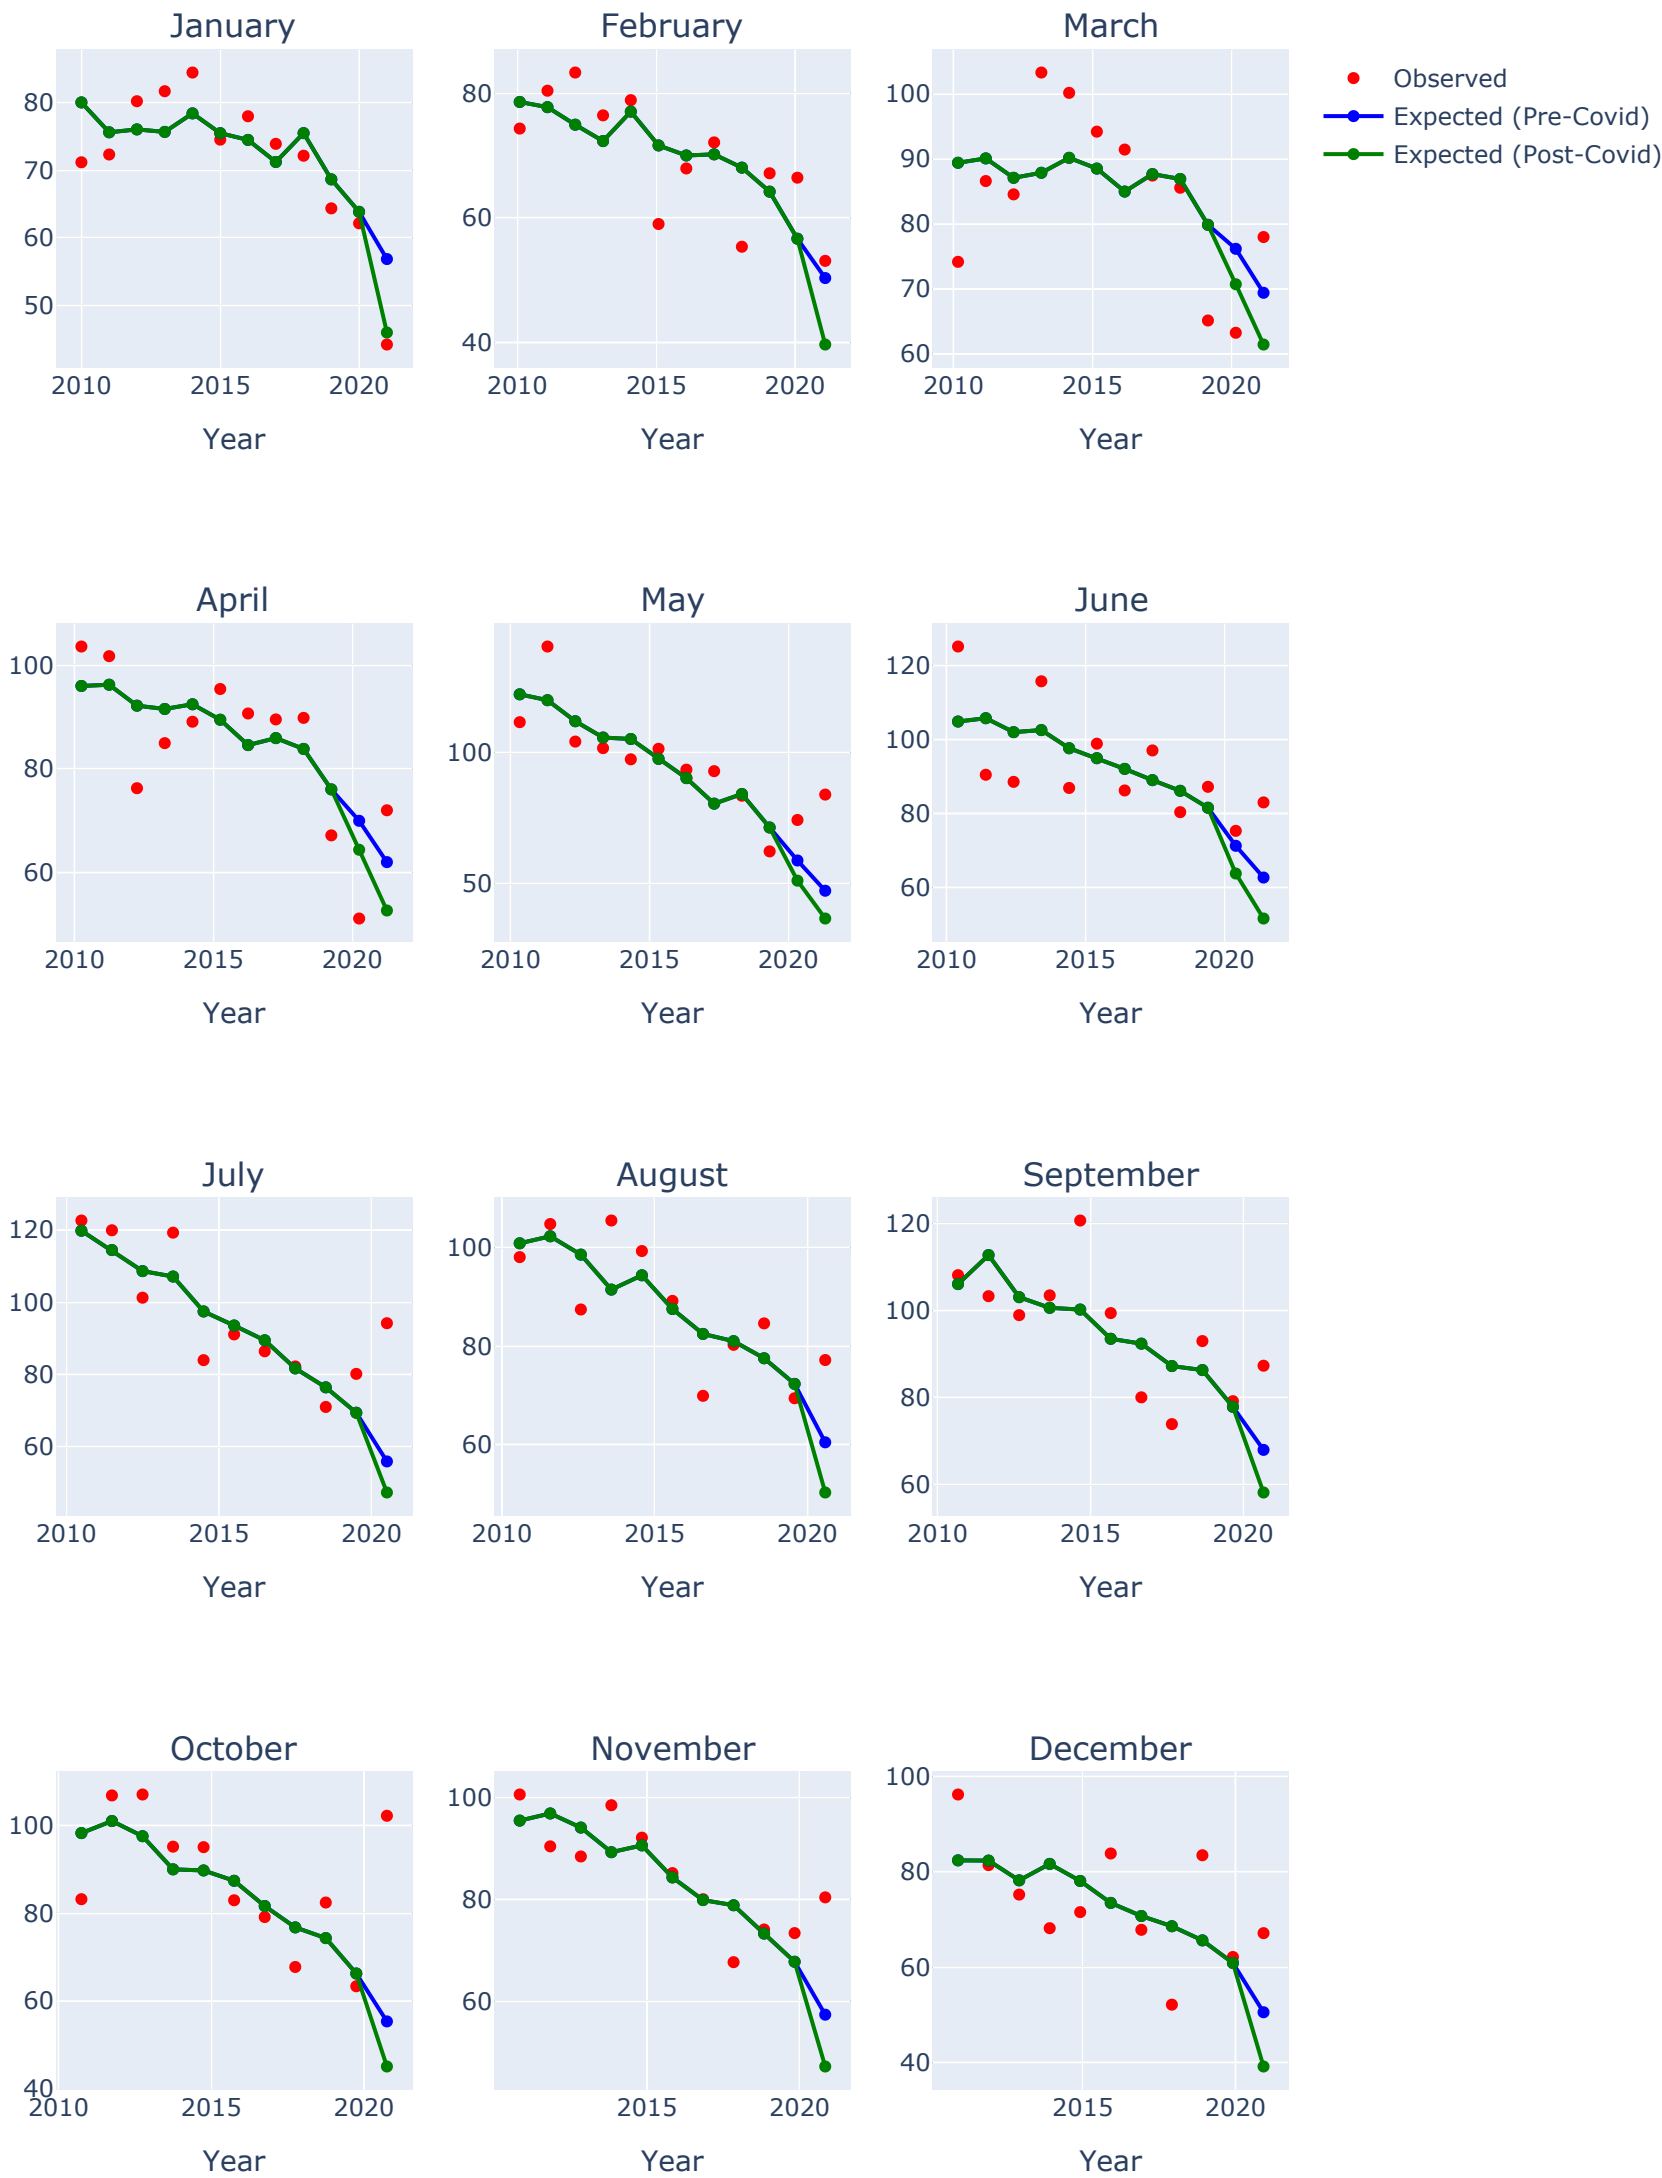 January
February
March
80
70
60
50
2010 2015 2020
Year
80
60
40
2010 2015 2020
Year
100
90
80
70
60
2010 2015 2020
Year
Observed
Expected (Pre-Covid)
Expected (Post-Covid)
April
May
June
100
80
60
2010 2015 2020
Year
100
50
2010 2015 2020
Year
120
100
80
60
2010 2015 2020
Year
July
August
September
120
100
80
60
2010 2015 2020
Year
100
80
60
2010 2015 2020
Year
120
100
80
60
2010 2015 2020
Year
October
November
December
100
80
60
40
2010 2015 2020
Year
100
80
60
2015 2020
Year
100
80
60
40
2015 2020
Year